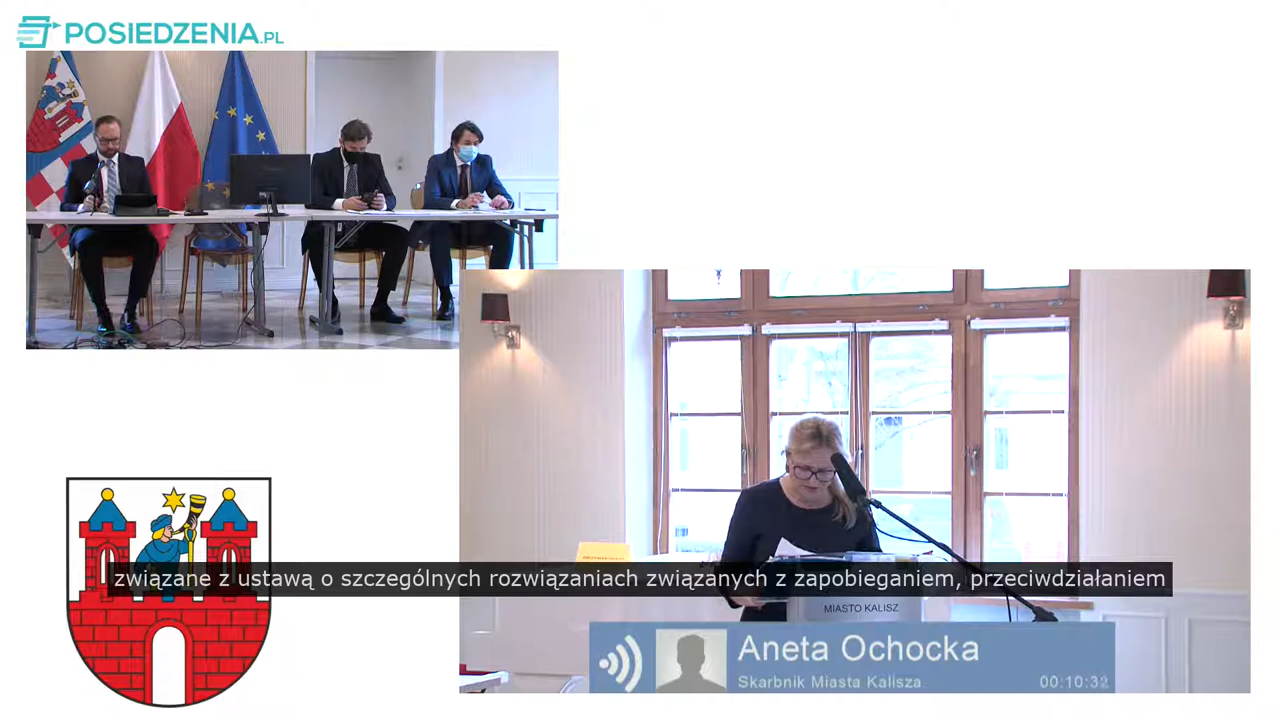 POSIEDZENIA.PL
związane z ustawą o szczególnych rozwiązaniach związanych z zapobieganiem, przeciwdziałaniem
MIASTO KALISZ
Aneta Ochocka
Skarbnik Miasta Kalisza
00:10:32